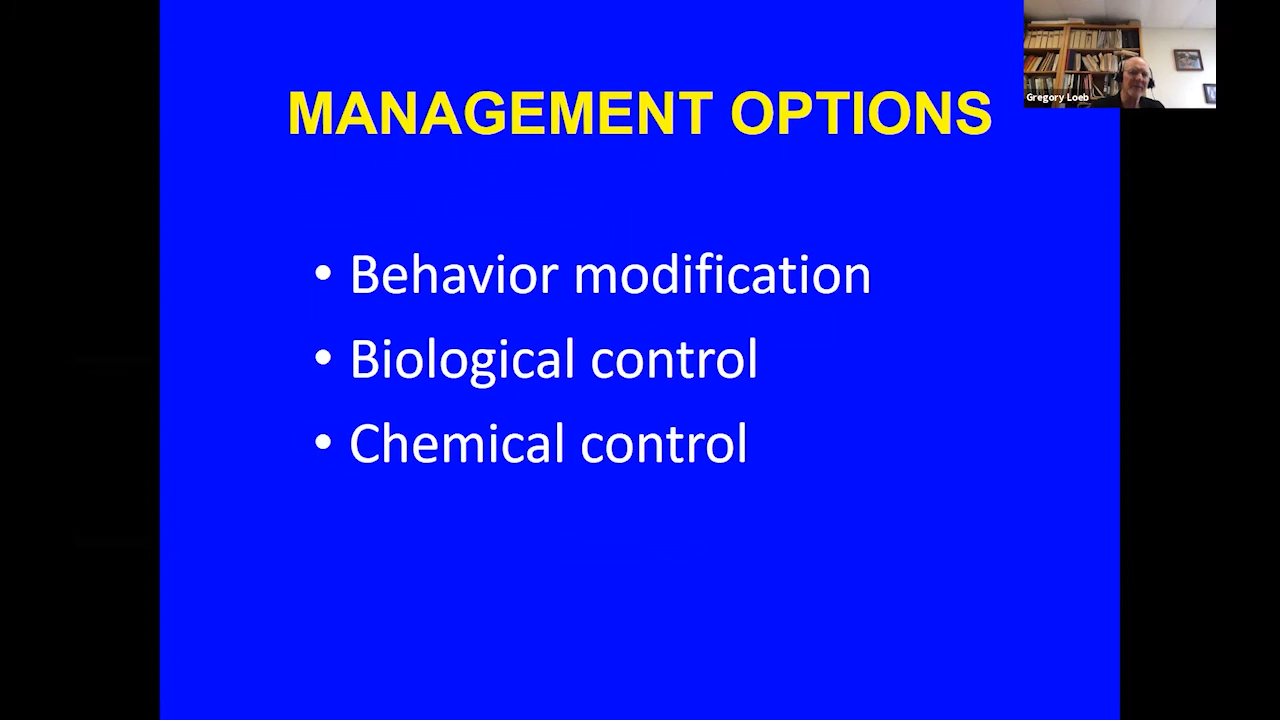 MANAGEMENT OPTIONS
Gregory Loeb
• Behavior modification
• Biological control
• Chemical control